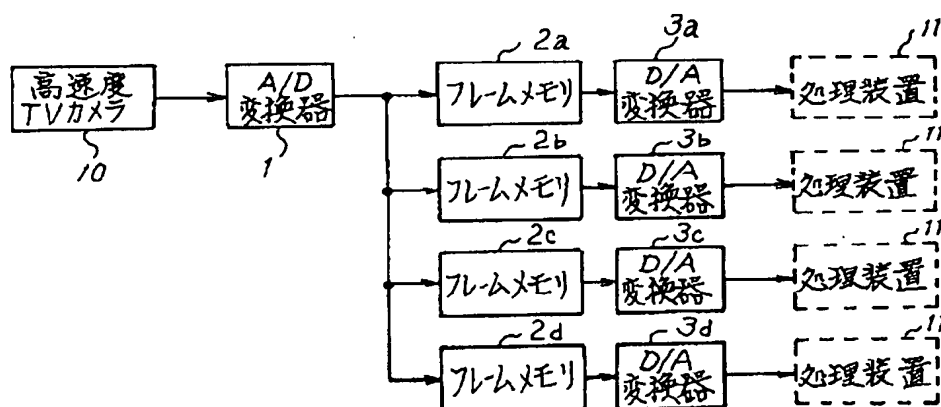 2a
3a
11
高速度
TVカメラ
10
A/D
変換器
1
フレームメモリ
D/A
変換器
処理装置
2b
3b
11
フレームメモリ
D/A
変換器
処理装置
2c
3c
11
フレームメモリ
D/A
変換器
処理装置
2d
3d
11
フレームメモリ
D/A
変換器
処理装置